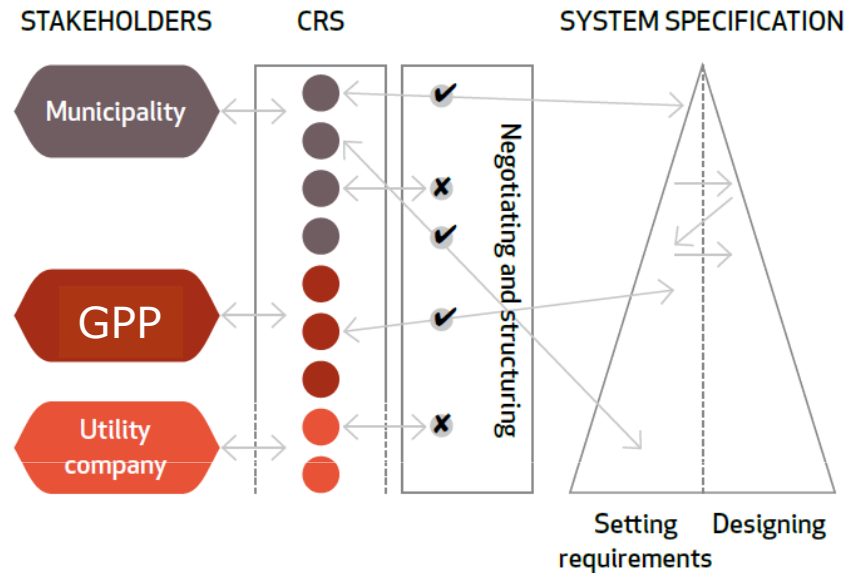 STAKEHOLDERS
CRS
SYSTEM SPECIFICATION
Municipality
GPP
Utility
company
Negotiating and structuring
Setting
requirements
Designing